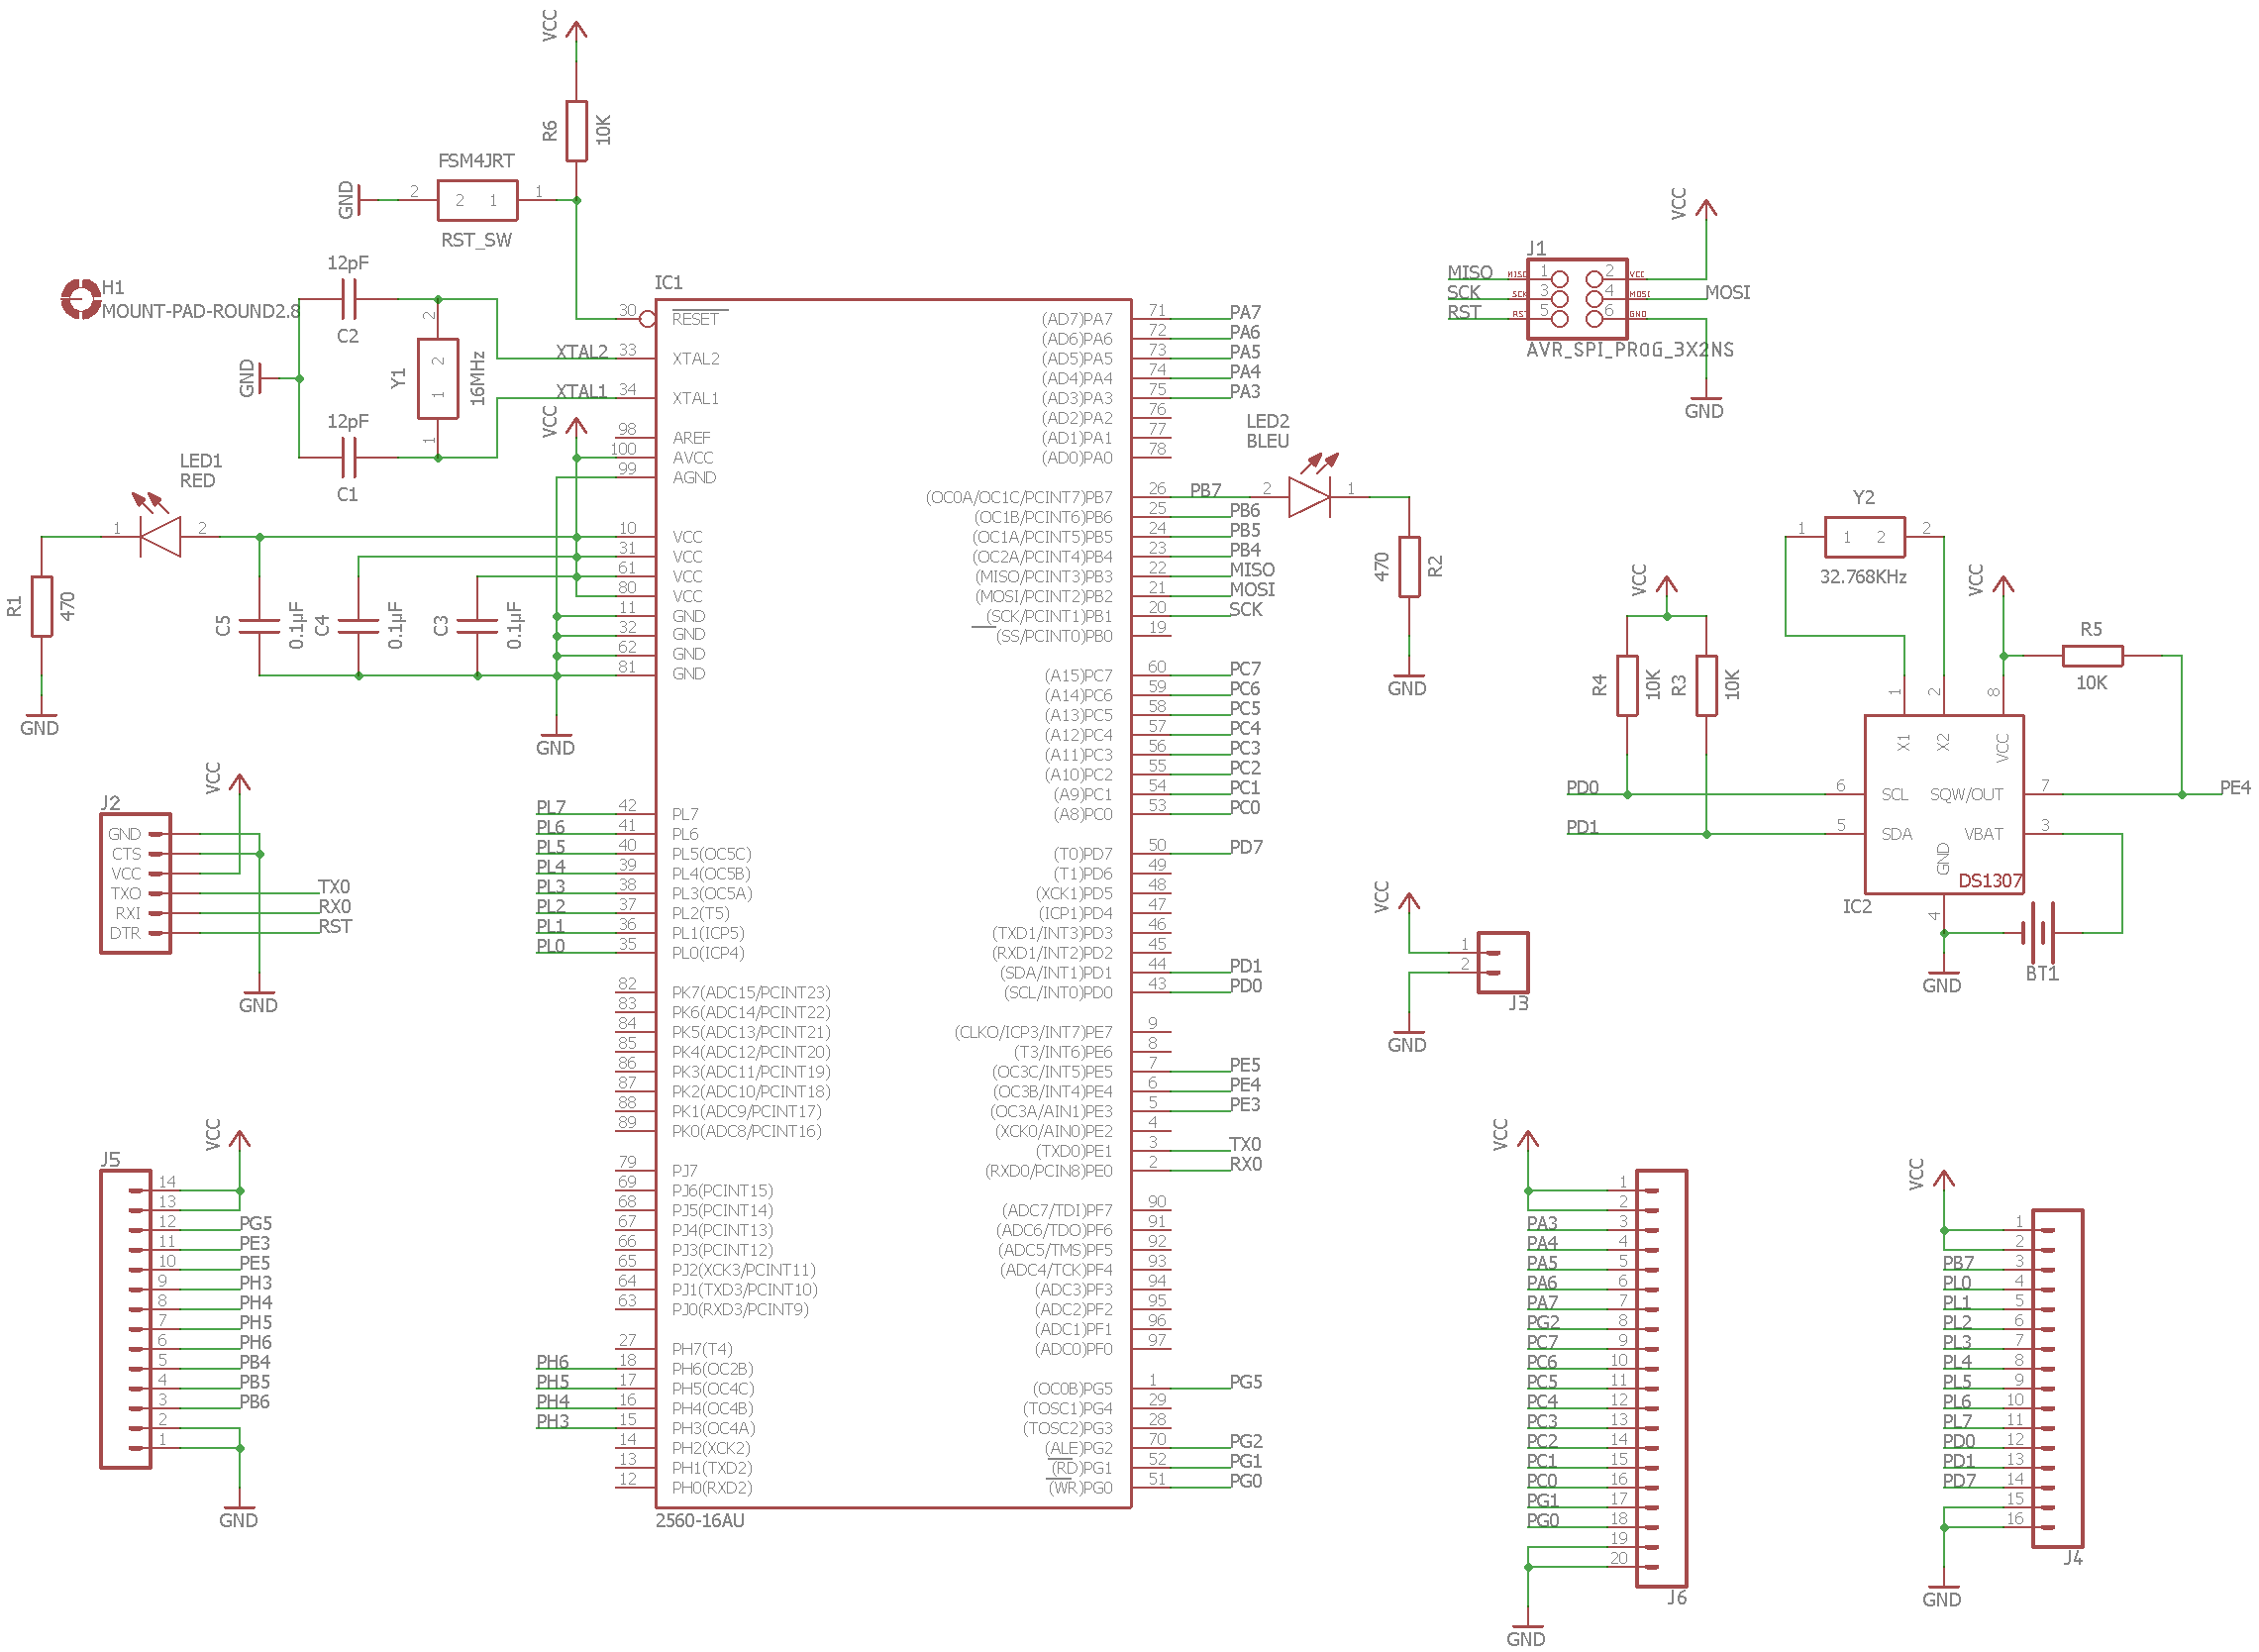 VCC
R6
10K
FSM4JRT
GND
2
2 1
1
RST_SW
H1
MOUNT-PAD-ROUND2.8
12pF
C2
GND
2
2
Y1
1
16MHz
1
12pF
C1
XTAL2
XTAL1
VCC
LED1
RED
1
2
R1
470
GND
C5
0.1µF
C4
0.1µF
C3
0.1µF
GND
IC1
30 RESET
33 XTAL2
34 XTAL1
98 AREF
100 AVCC
99 AGND
10 VCC
31 VCC
61 VCC
80 VCC
11 GND
32 GND
62 GND
81 GND
PL7 42 PL7
PL6 41 PL6
PL5 40 PL5(OC5C)
PL4 39 PL4(OC5B)
PL3 38 PL3(OC5A)
PL2 37 PL2(T5)
PL1 36 PL1(ICP5)
PL0 35 PL0(ICP4)
82 PK7(ADC15/PCINT23)
83 PK6(ADC14/PCINT22)
84 PK5(ADC13/PCINT21)
85 PK4(ADC12/PCINT20)
86 PK3(ADC11/PCINT19)
87 PK2(ADC10/PCINT18)
88 PK1(ADC9/PCINT17)
89 PK0(ADC8/PCINT16)
79 PJ7
69 PJ6(PCINT15)
68 PJ5(PCINT14)
67 PJ4(PCINT13)
66 PJ3(PCINT12)
65 PJ2(XCK3/PCINT11)
64 PJ1(TXD3/PCINT10)
63 PJ0(RXD3/PCINT9)
27 PH7(T4)
PH6 18 PH6(OC2B)
PH5 17 PH5(OC4C)
PH4 16 PH4(OC4B)
PH3 15 PH3(OC4A)
14 PH2(XCK2)
13 PH1(TXD2)
12 PH0(RXD2)
2560-16AU
(AD7)PA7 71 PA7
(AD6)PA6 72 PA6
(AD5)PA5 73 PA5
(AD4)PA4 74 PA4
(AD3)PA3 75 PA3
(AD2)PA2 76
(AD1)PA1 77
(AD0)PA0 78
(OC0A/OC1C/PCINT7)PB7 26 PB7
(OC1B/PCINT6)PB6 25 PB6
(OC1A/PCINT5)PB5 24 PB5
(OC2A/PCINT4)PB4 23 PB4
(MISO/PCINT3)PB3 22 MISO
(MOSI/PCINT2)PB2 21 MOSI
(SCK/PCINT1)PB1 20 SCK
(SS/PCINT0)PB0 19
(A15)PC7 60 PC7
(A14)PC6 59 PC6
(A13)PC5 58 PC5
(A12)PC4 57 PC4
(A11)PC3 56 PC3
(A10)PC2 55 PC2
(A9)PC1 54 PC1
(A8)PC0 53 PC0
(T0)PD7 50 PD7
(T1)PD6 49
(XCK1)PD5 48
(ICP1)PD4 47
(TXD1/INT3)PD3 46
(RXD1/INT2)PD2 45
(SDA/INT1)PD1 44 PD1
(SCL/INT0)PD0 43 PD0
(CLKO/ICP3/INT7)PE7 9
(T3/INT6)PE6 8
(OC3C/INT5)PE5 7 PE5
(OC3B/INT4)PE4 6 PE4
(OC3A/AIN1)PE3 5 PE3
(XCK0/AIN0)PE2 4
(TXD0)PE1 3 TX0
(RXD0/PCIN8)PE0 2 RX0
(ADC7/TDI)PF7 90
(ADC6/TDO)PF6 91
(ADC5/TMS)PF5 92
(ADC4/TCK)PF4 93
(ADC3)PF3 94
(ADC2)PF2 95
(ADC1)PF1 96
(ADC0)PF0 97
(OC0B)PG5 1 PG5
(TOSC1)PG4 29
(TOSC2)PG3 28
(ALE)PG2 70 PG2
(RD)PG1 52 PG1
(WR)PG0 51 PG0
LED2
BLEU
2
1
470
R2
GND
J1
VCC
MISO MISO 1 2 VCC
SCK SCK 3 4 MOSI MOSI
RST RST 5 6 GND
AVR_SPI_PROG_3X2NS
GND
Y2
1
1 2
2
32.768KHz
VCC
R4
10K
R3
10K
VCC
R5
10K
1
2
8
X1
X2
VCC
PD0 6 SCL
SQW/OUT 7 PE4
PD1 5 SDA
VBAT 3
GND
DS1307
IC2
4
GND
BT1
VCC
1
2
J3
GND
VCC
J2
GND
CTS
VCC
TXO TX0
RXI RX0
DTR RST
GND
VCC
J5
14
13
12 PG5
11 PE3
10 PE5
9 PH3
8 PH4
7 PH5
6 PH6
5 PB4
4 PB5
3 PB6
2
1
GND
VCC
1
2
PA3 3
PA4 4
PA5 5
PA6 6
PA7 7
PG2 8
PC7 9
PC6 10
PC5 11
PC4 12
PC3 13
PC2 14
PC1 15
PC0 16
PG1 17
PG0 18
19
20
J6
GND
VCC
1
2
PB7 3
PL0 4
PL1 5
PL2 6
PL3 7
PL4 8
PL5 9
PL6 10
PL7 11
PD0 12
PD1 13
PD7 14
15
16
J4
GND